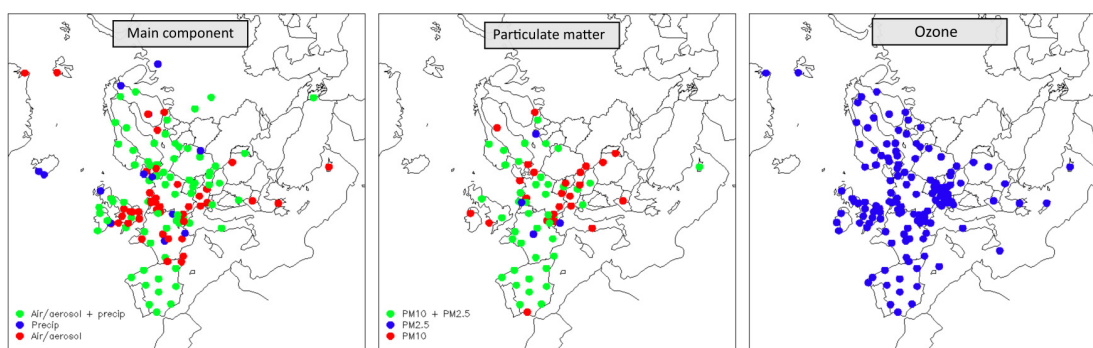 Main component
Air/aerosol + precip
Precip
Air/aerosol
Particulate matter
PM10 + PM2.5
PM2.5
PM10
Ozone